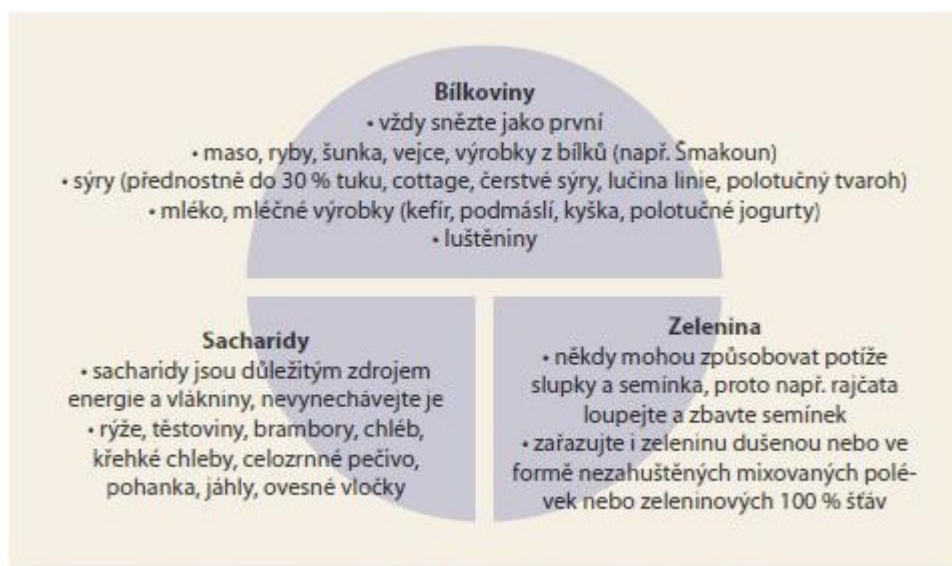 Bílkoviny
• vždy snězte jako první
• maso, ryby, šunka, vejce, výrobky z bílků (např. Šmakoun)
• sýry (přednostně do 30 % tuku, cottage, čerstvé sýry, lučina linie, polotučný tvaroh)
• mléko, mléčné výrobky (kefír, podmáslí, kyška, polotučné jogurty)
• luštěniny
Sacharidy
• sacharidy jsou důležitým zdrojem
energie a vlákniny, nevynechávejte je
• rýže, těstoviny, brambory, chléb,
křehké chleby, celozrnné pečivo,
pohanka, jáhly, ovesné vločky
Zelenina
• někdy mohou způsobovat potíže
slupky a semínka, proto např. rajčata
loupejte a zbavte semínek
• zařazujte i zeleninu dušenou nebo ve
formě nezahuštěných mixovaných polé-
vek nebo zeleninových 100 % šťáv